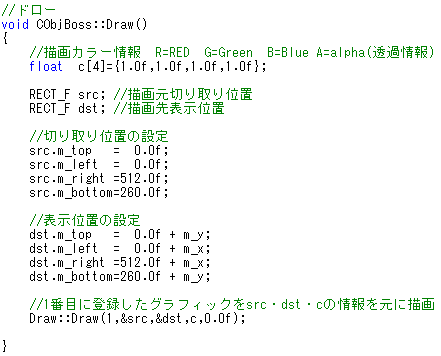 //ドロー
void CObjBoss::Draw()
{
    //描画カラー情報　R=RED　G=Green　B=Blue A=alpha(透過情報)
    float  c[4]={1.0f,1.0f,1.0f,1.0f};
    RECT_F src; //描画元切り取り位置
    RECT_F dst; //描画先表示位置
    //切り取り位置の設定
    src.m_top   =  0.0f;
    src.m_left  =  0.0f;
    src.m_right =512.0f;
    src.m_bottom=260.0f;
    //表示位置の設定
    dst.m_top   =  0.0f + m_y;
    dst.m_left  =  0.0f + m_x;
    dst.m_right =512.0f + m_x;
    dst.m_bottom=260.0f + m_y;
    //1番目に登録したグラフィックをsrc・dst・cの情報を元に描画
    Draw::Draw(1,&src,&dst,c,0.0f);
}